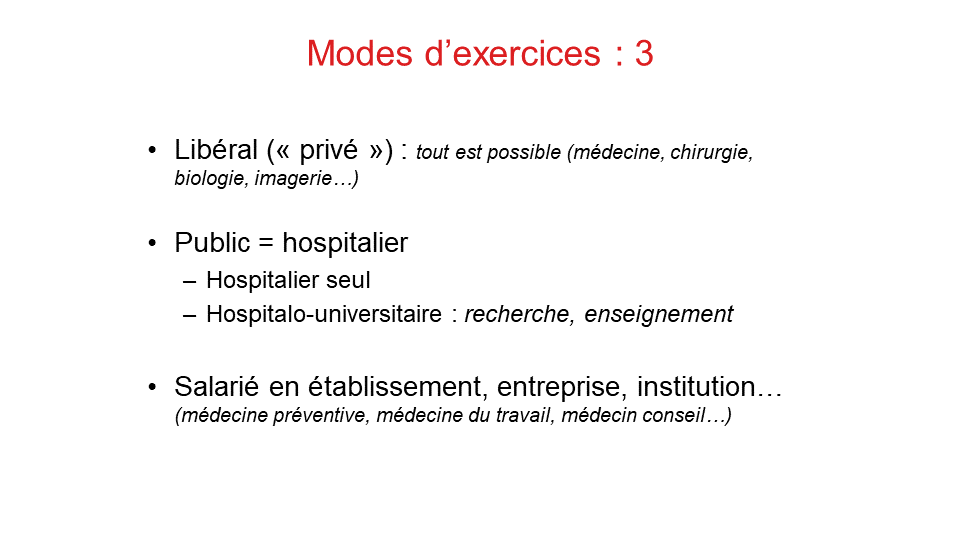 Modes d’exercices : 3
• Libéral (« privé ») : tout est possible (médecine, chirurgie,
biologie, imagerie…)
• Public = hospitalier
– Hospitalier seul
– Hospitalo-universitaire : recherche, enseignement
• Salarié en établissement, entreprise, institution…
(médecine préventive, médecine du travail, médecin conseil…)